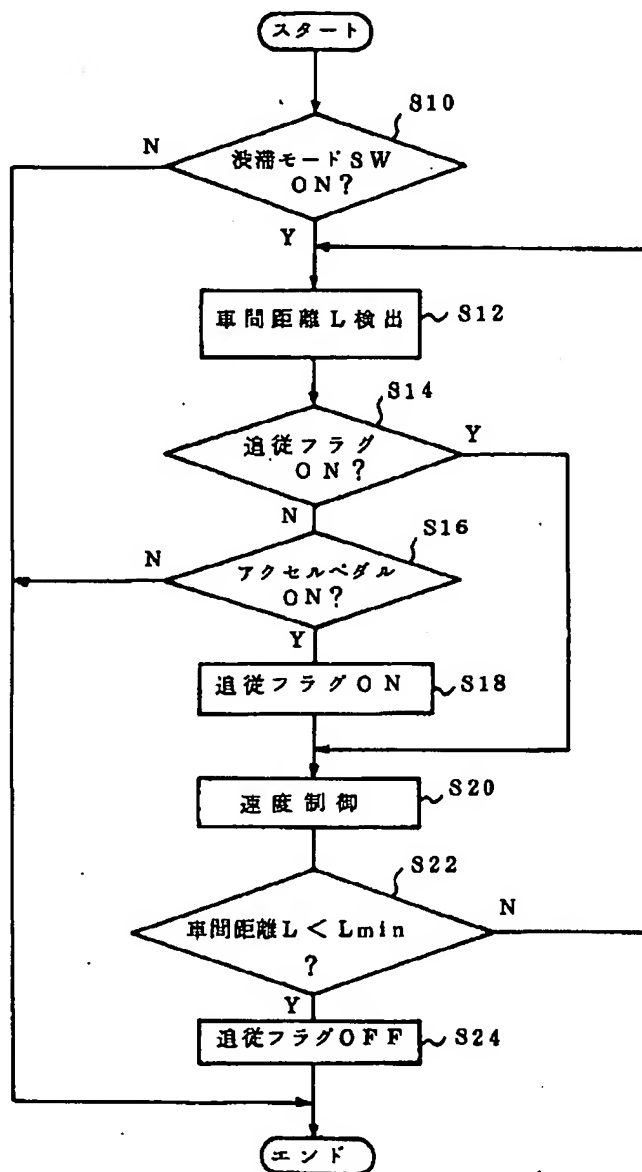 スタート
S10
N
渋滞モードSW
ON?
Y
車間距離L検出
S12
S14
追従フラグ
ON?
Y
N
S16
N
アクセルペダル
ON?
Y
追従フラグON
S18
速度制御
S20
S22
車間距離L<Lmin
?
N
Y
追従フラグOFF
S24
エンド